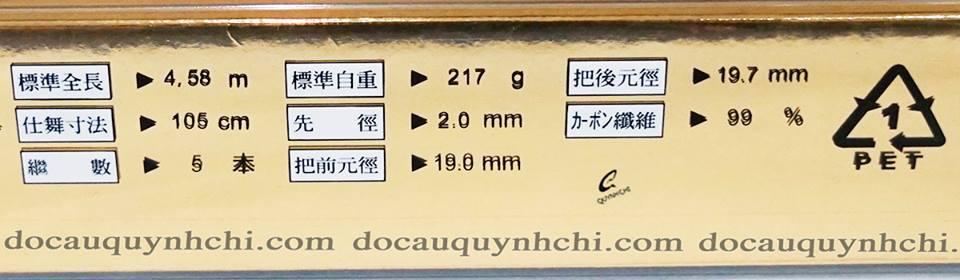 標準全長 ▶ 4.58 m 標準自重 ▶ 217 g 把後元徑 ▶ 19.7 mm
仕舞寸法 ▶ 105 cm 先 徑 ▶ 2.0 mm カーボン纖維 ▶ 99 %
繼 數 ▶ 5 本 把前元徑 ▶ 19.0 mm
1
PET
QUYNHCHI
docauquynhchi.com docauquynhchi.com docauquynhchi.